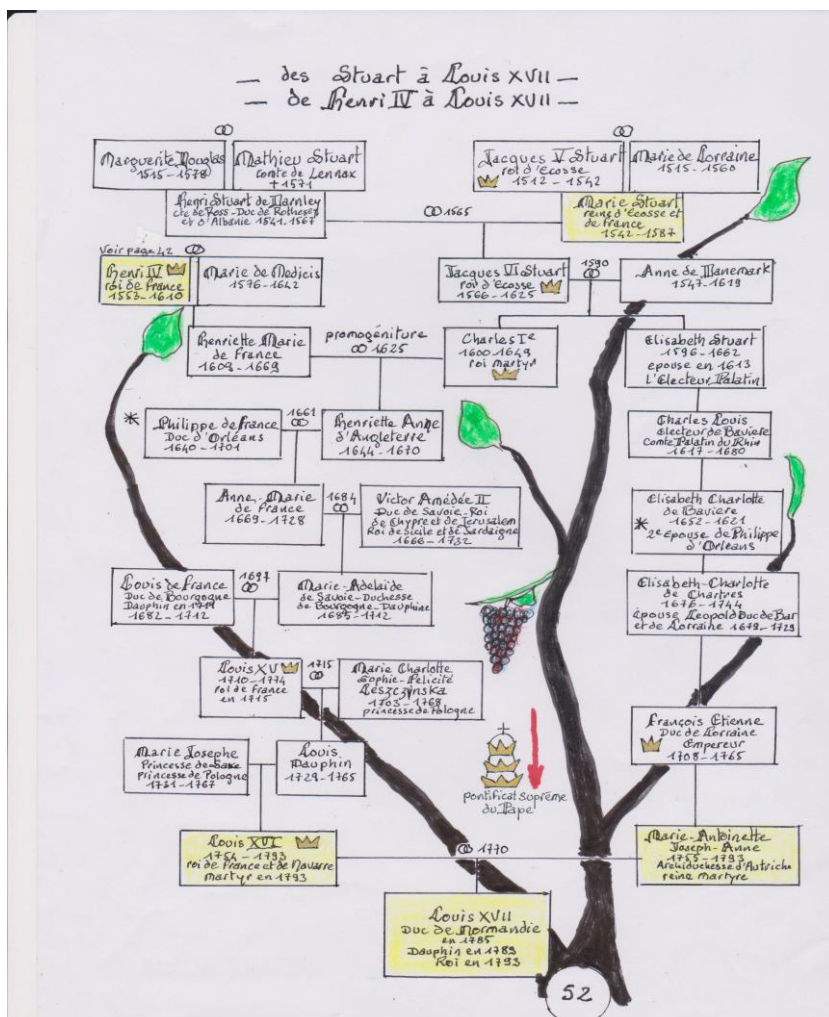 — des Stuart à Louis XVII —
— de Henri IV à Louis XVII —
Marguerite Douglas
1515-1578
Mathieu Stuart
comte de Lennox
+1571
Jacques V Stuart
roi d'écosse
1512-1542
Marie de Lorraine
1515-1560
Henri Stuart de Darnley
cte de Ross-Duc de Rothesey
et d'Albanie 1541-1567
1565
Marie Stuart
reine d'écosse et
de france
1542-1587
Voir page 42
Henri IV
roi de france
1553-1610
Marie de Medicis
1576-1642
Jacques VI Stuart
roi d'ecosse
1566-1625
1590
Anne de Danemark
1547-1619
Henriette Marie
de France
1609-1669
promogéniture
1625
Charles Ie
1600-1649
roi martyr
Elisabeth Stuart
1596-1662
epouse en 1613
L'Electeur Palatin
*
Philippe de France
Duc d'Orléans
1640-1701
1661
Henriette Anne
d'Angleterre
1644-1670
Charles Louis
électeur de Baviere
Comte Palatin du Rhin
1617-1680
Anne-Marie
de France
1669-1728
1684
Victor Amédée II
Duc de Savoie-Roi
de Chypre et de Jerusalem
Roi de Sicile et de Sardaigne
1666-1732
Elisabeth Charlotte
de Bavière
1652-1621
* 2e épouse de Philippe
d'Orleans
Louis de france
Duc de Bourgogne
Dauphin en 1711
1682-1712
1697
Marie-Adelaïde
de Savoie-Duchesse
de Bourgogne-Dauphine
1685-1712
Elisabeth-Charlotte
de Chartres
1676-1744
épouse Leopold Duc de Bar
et de Lorraine 1679-1729
Louis XV
1710-1774
roi de France
en 1715
1715
Marie Charlotte
Sophie-Felicité
Leszczinska
1703-1768
princesse de Pologne
François Etienne
Duc de Lorraine
Empereur
1708-1765
Marie Josephe
Princesse de Saxe
Princesse de Pologne
1731-1767
Louis
Dauphin
1729-1765
pontificat suprême
du Pape
Louis XVI
1754-1793
roi de France et de Navarre
martyr en 1793
1770
Marie-Antoinette
Joseph-Anne
1755-1793
Archiduchesse d'Autriche
reine martyre
Louis XVII
Duc de Normandie
en 1785
Dauphin en 1789
Roi en 1793
52